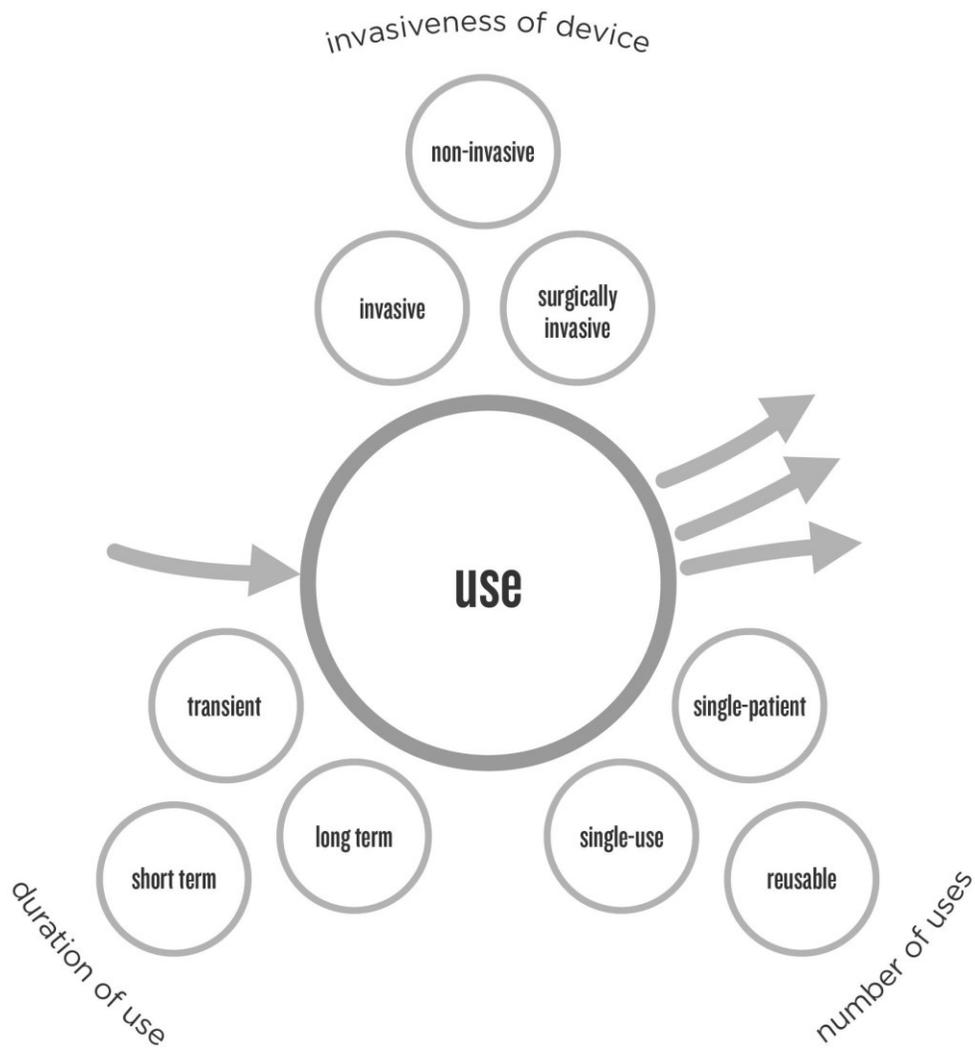 invasiveness of device
non-invasive
invasive
surgically
invasive
use
transient
single-patient
long term
single-use
short term
reusable
duration of use
number of uses